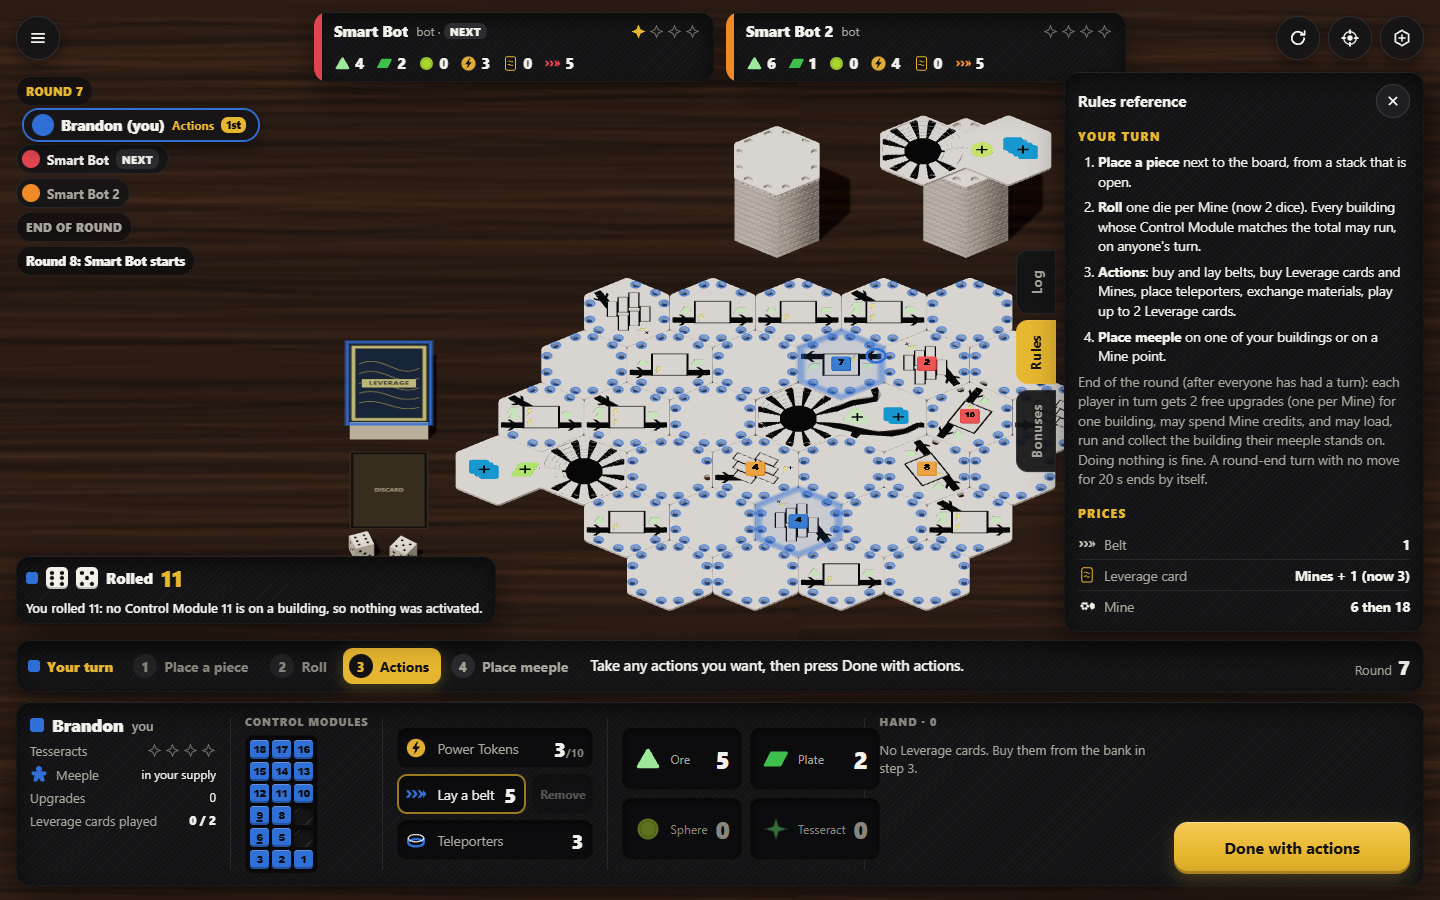 Smart Bot bot · NEXT
4 2 0 3 0 5
Smart Bot 2 bot
6 1 0 4 0 5
ROUND 7
Brandon (you) Actions 1st
Smart Bot NEXT
Smart Bot 2
END OF ROUND
Round 8: Smart Bot starts
LEVERAGE
DISCARD
7
2
10
4
8
4
Log
Rules
Bonuses
Rules reference
YOUR TURN
1. Place a piece next to the board, from a stack that is
open.
2. Roll one die per Mine (now 2 dice). Every building
whose Control Module matches the total may run,
on anyone's turn.
3. Actions: buy and lay belts, buy Leverage cards and
Mines, place teleporters, exchange materials, play
up to 2 Leverage cards.
4. Place meeple on one of your buildings or on a
Mine point.
End of the round (after everyone has had a turn): each
player in turn gets 2 free upgrades (one per Mine) for
one building, may spend Mine credits, and may load,
run and collect the building their meeple stands on.
Doing nothing is fine. A round-end turn with no move
for 20 s ends by itself.
PRICES
Belt 1
Leverage card Mines + 1 (now 3)
Mine 6 then 18
Rolled 11
You rolled 11: no Control Module 11 is on a building, so nothing was activated.
Your turn 1 Place a piece 2 Roll 3 Actions 4 Place meeple Take any actions you want, then press Done with actions. Round 7
Brandon you
Tesseracts
Meeple in your supply
Upgrades 0
Leverage cards played 0 / 2
CONTROL MODULES
18 17 16
15 14 13
12 11 10
9 8
6 5
3 2 1
Power Tokens 3/10
Lay a belt 5 Remove
Teleporters 3
Ore 5 Plate 2
Sphere 0 Tesseract 0
HAND · 0
No Leverage cards. Buy them from the bank in
step 3.
Done with actions